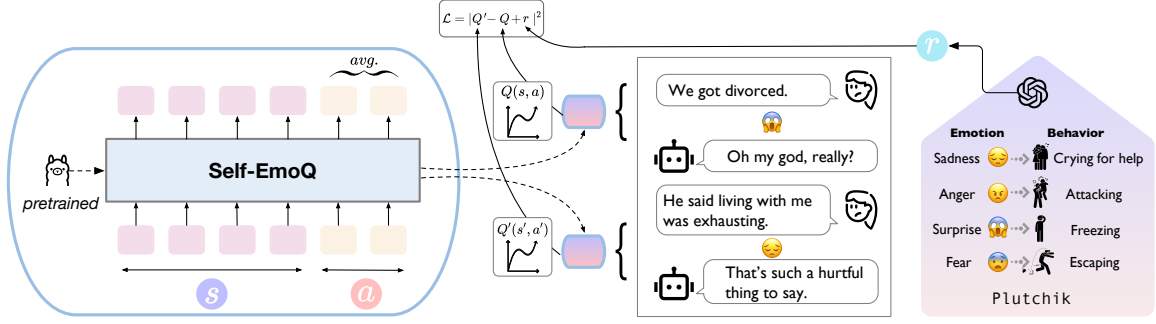 ℒ = |Q′ − Q + r |²
r
avg.
Self-EmoQ
pretrained
s
a
Q(s, a)
Q′(s′, a′)
We got divorced.
Oh my god, really?
He said living with me
was exhausting.
That's such a hurtful
thing to say.
Emotion Behavior
Sadness Crying for help
Anger Attacking
Surprise Freezing
Fear Escaping
Plutchik